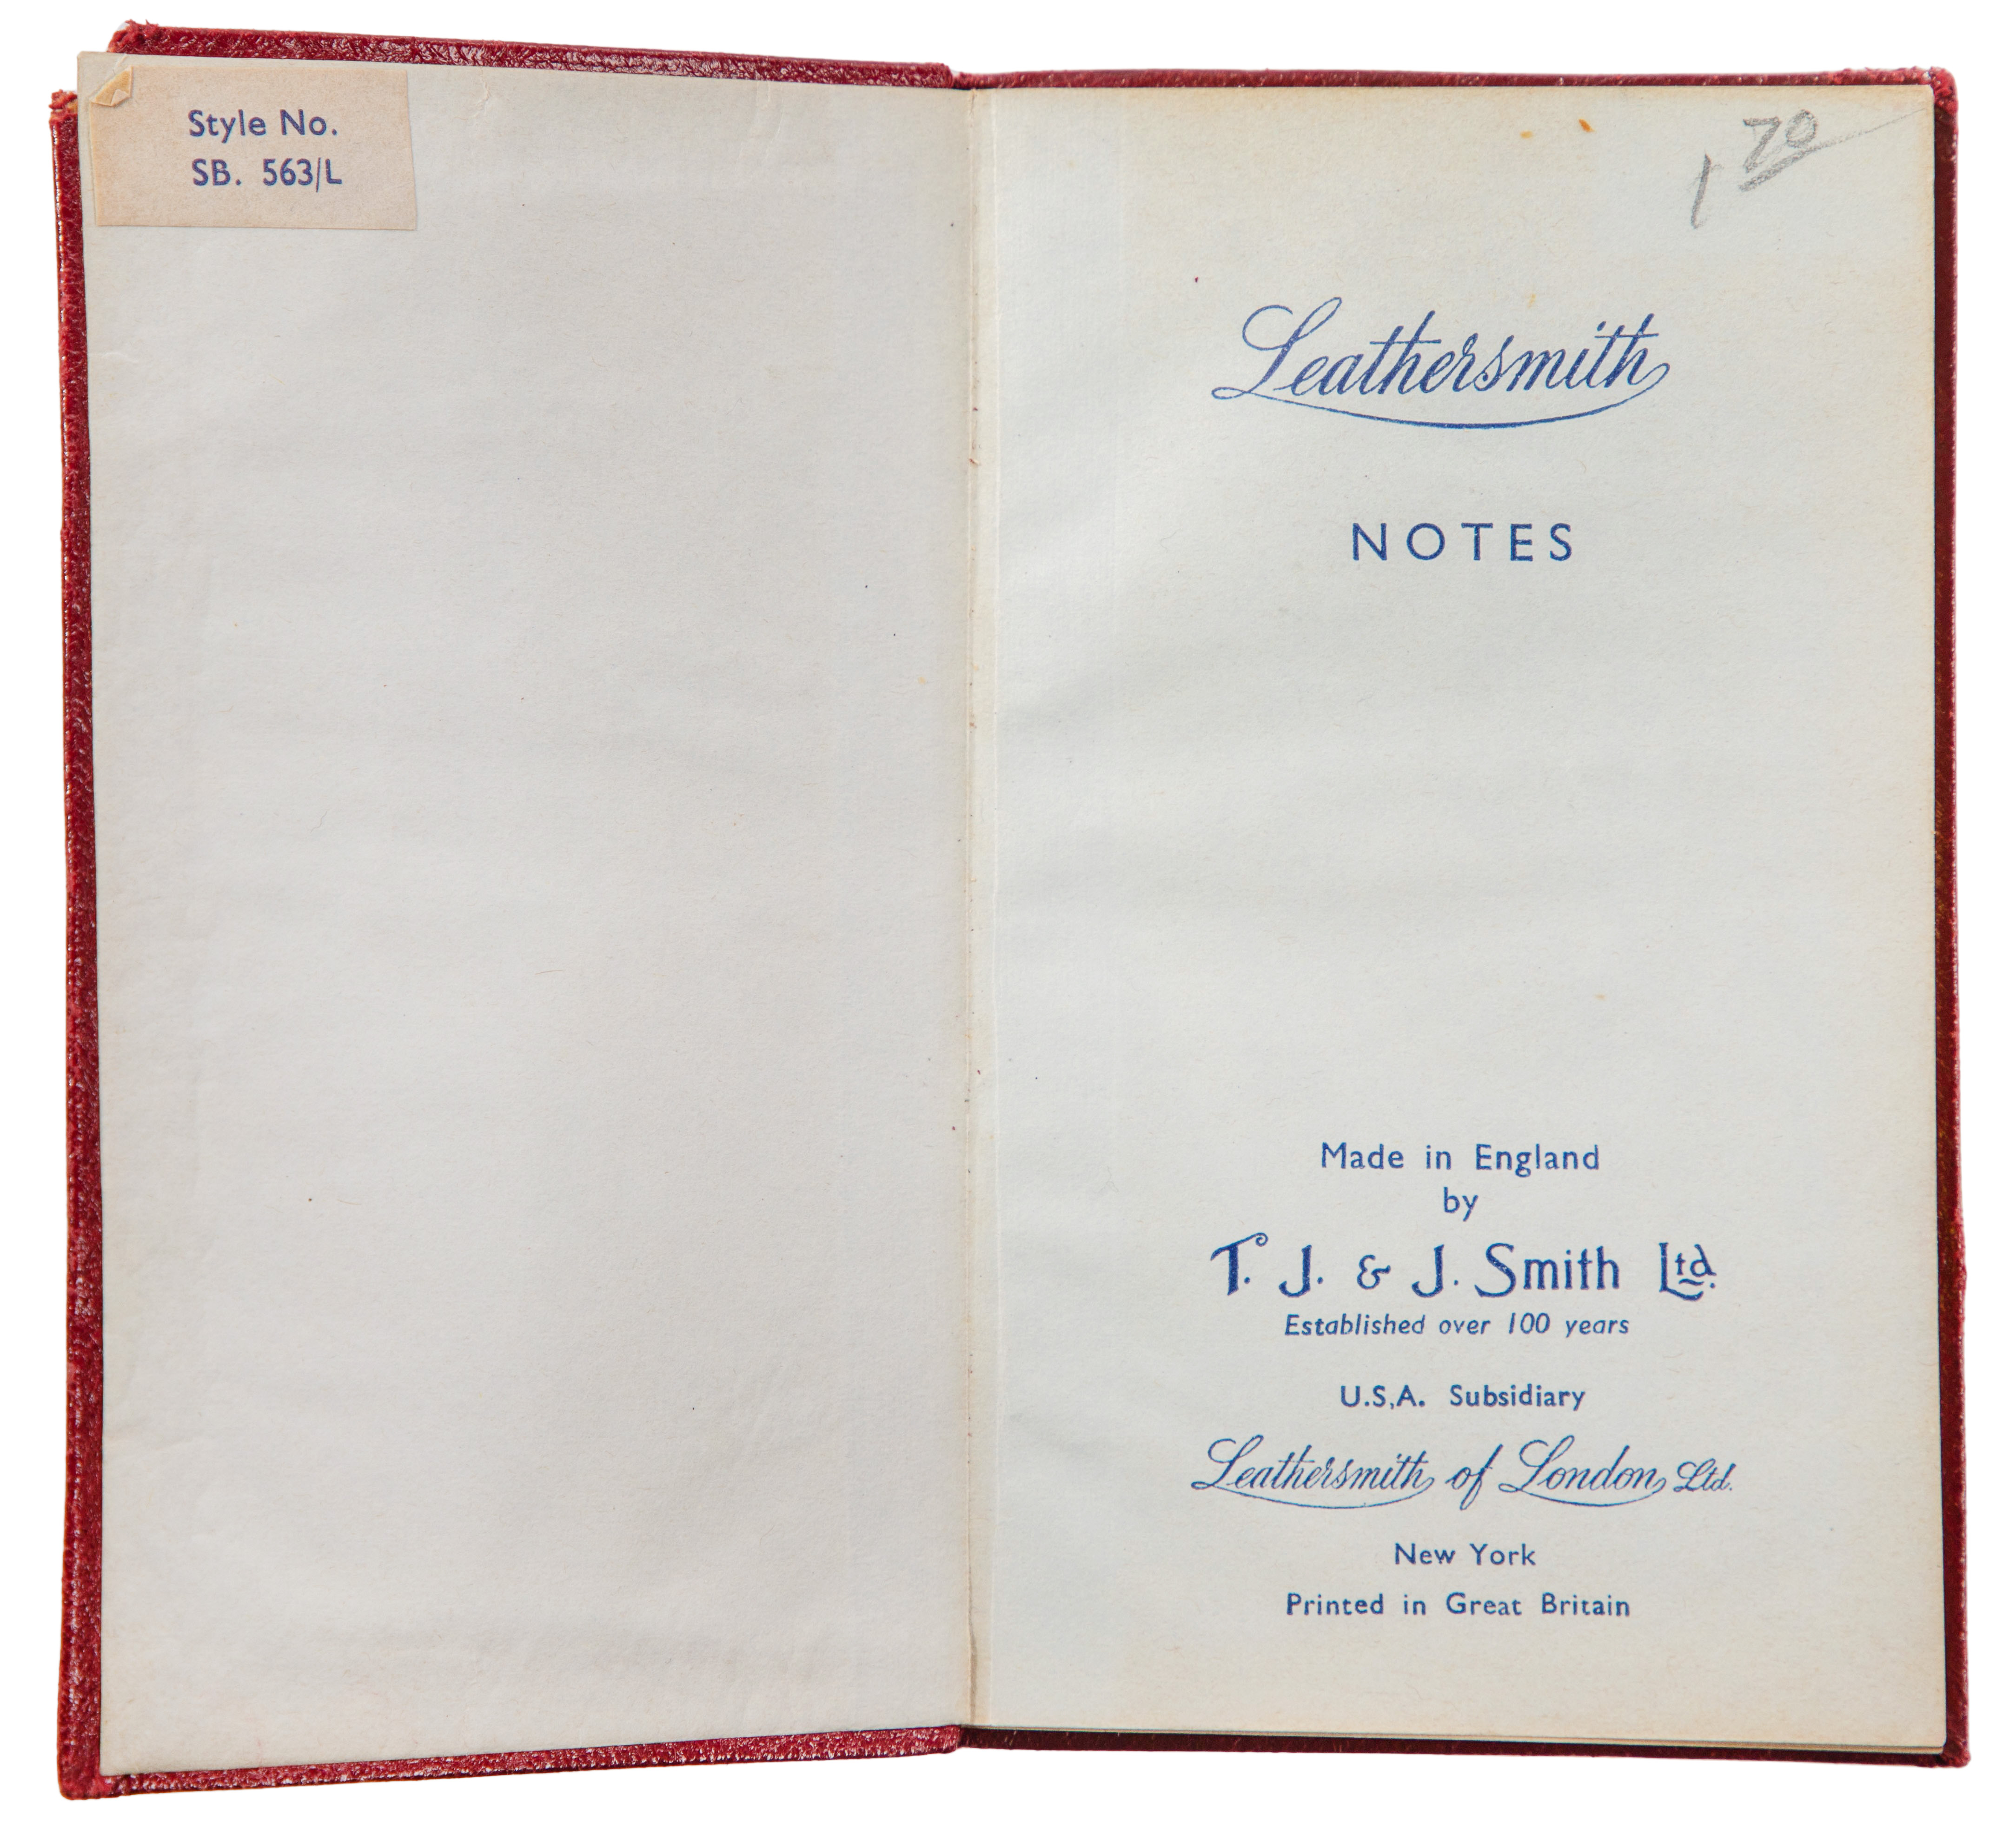 Style No.
SB. 563/L
1 70
Leathersmith
NOTES
Made in England
by
T. J. & J. Smith Ltd.
Established over 100 years
U.S.A. Subsidiary
Leathersmith of London Ltd.
New York
Printed in Great Britain